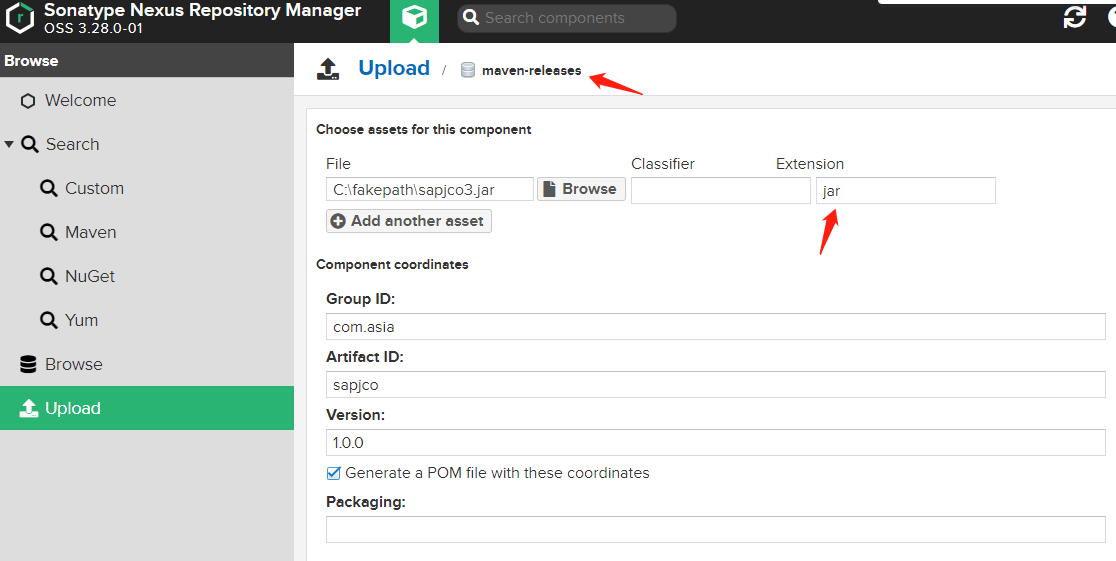 Sonatype Nexus Repository Manager
OSS 3.28.0-01
Search components
Browse
Upload / maven-releases
Welcome
Search
Custom
Maven
NuGet
Yum
Browse
Upload
Choose assets for this component
File Classifier Extension
C:\fakepath\sapjco3.jar Browse jar
Add another asset
Component coordinates
Group ID:
com.asia
Artifact ID:
sapjco
Version:
1.0.0
Generate a POM file with these coordinates
Packaging: